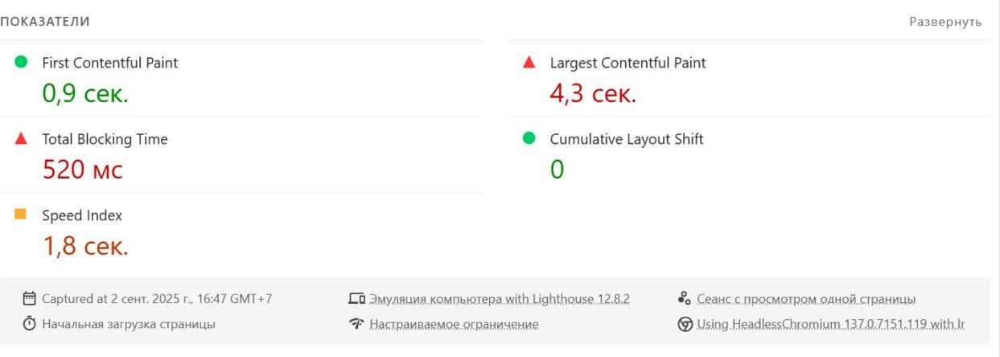 ПОКАЗАТЕЛИ
Развернуть
First Contentful Paint
0,9 сек.
Largest Contentful Paint
4,3 сек.
Total Blocking Time
520 мс
Cumulative Layout Shift
0
Speed Index
1,8 сек.
Captured at 2 сент. 2025 г., 16:47 GMT+7
Эмуляция компьютера with Lighthouse 12.8.2
Сеанс с просмотром одной страницы
Начальная загрузка страницы
Настраиваемое ограничение
Using HeadlessChromium 137.0.7151.119 with lr